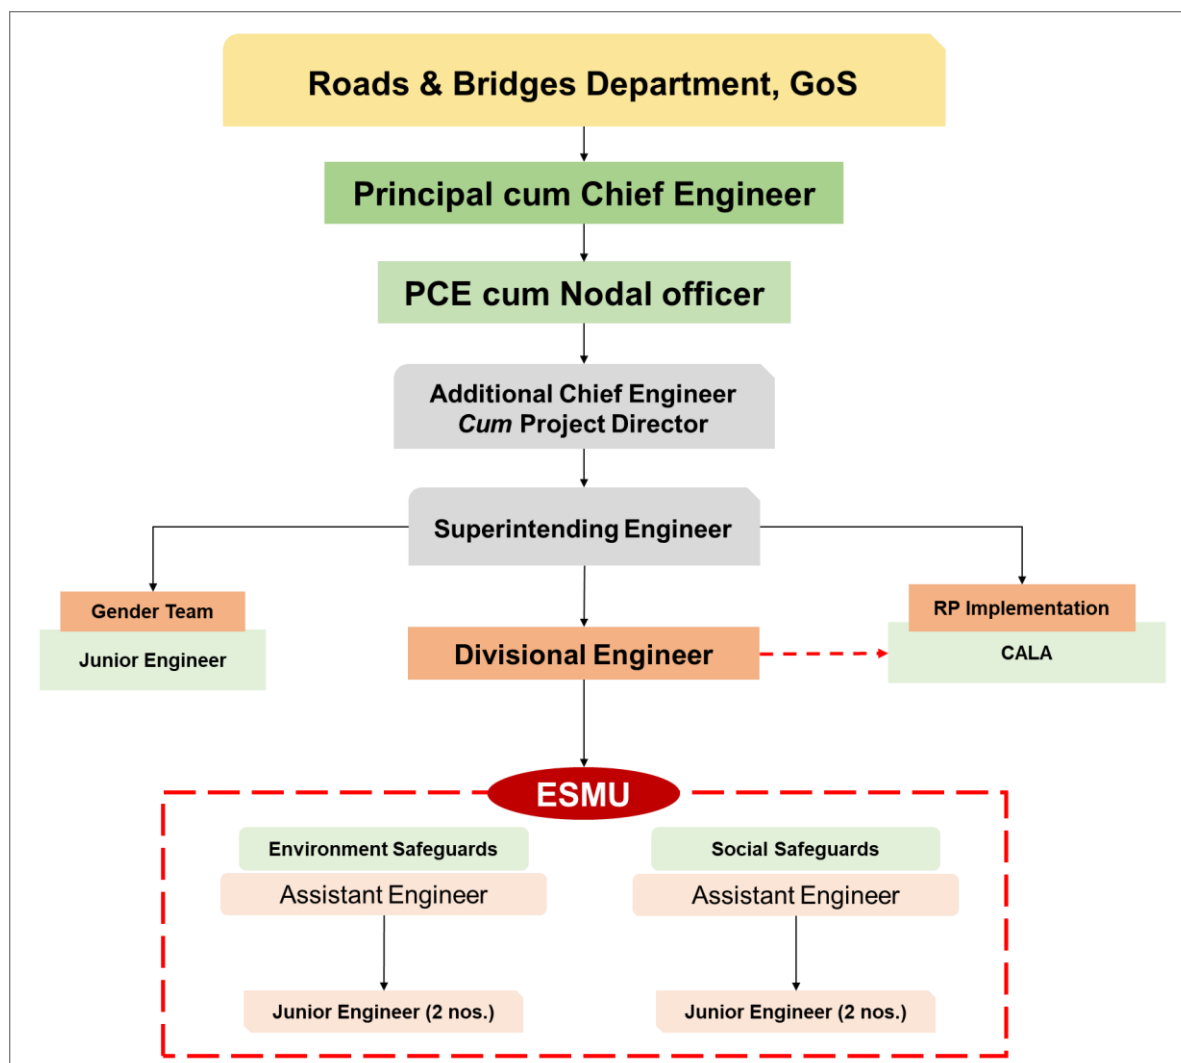 Roads & Bridges Department, GoS
Principal cum Chief Engineer
PCE cum Nodal officer
Additional Chief Engineer
Cum Project Director
Superintending Engineer
Gender Team
Junior Engineer
Divisional Engineer
RP Implementation
CALA
ESMU
Environment Safeguards
Assistant Engineer
Junior Engineer (2 nos.)
Social Safeguards
Assistant Engineer
Junior Engineer (2 nos.)